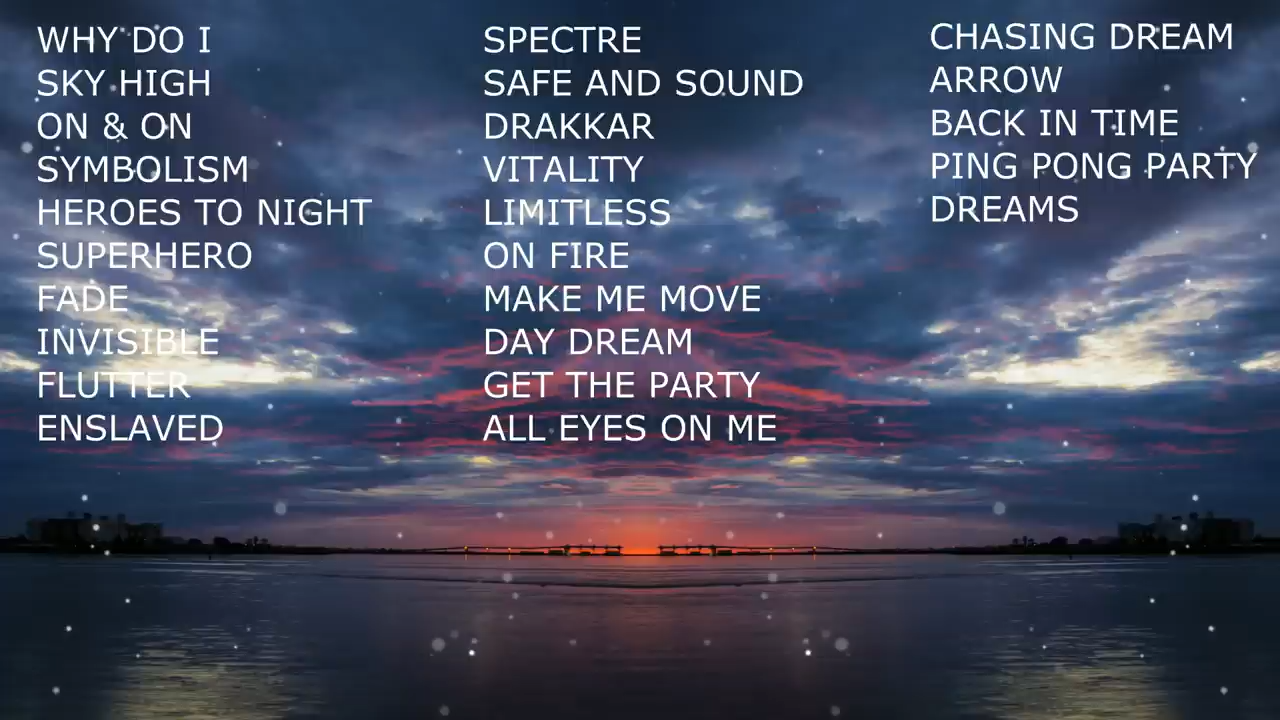 WHY DO I
SKY HIGH
ON & ON
SYMBOLISM
HEROES TO NIGHT
SUPERHERO
FADE
INVISIBLE
FLUTTER
ENSLAVED
SPECTRE
SAFE AND SOUND
DRAKKAR
VITALITY
LIMITLESS
ON FIRE
MAKE ME MOVE
DAY DREAM
GET THE PARTY
ALL EYES ON ME
CHASING DREAM
ARROW
BACK IN TIME
PING PONG PARTY
DREAMS